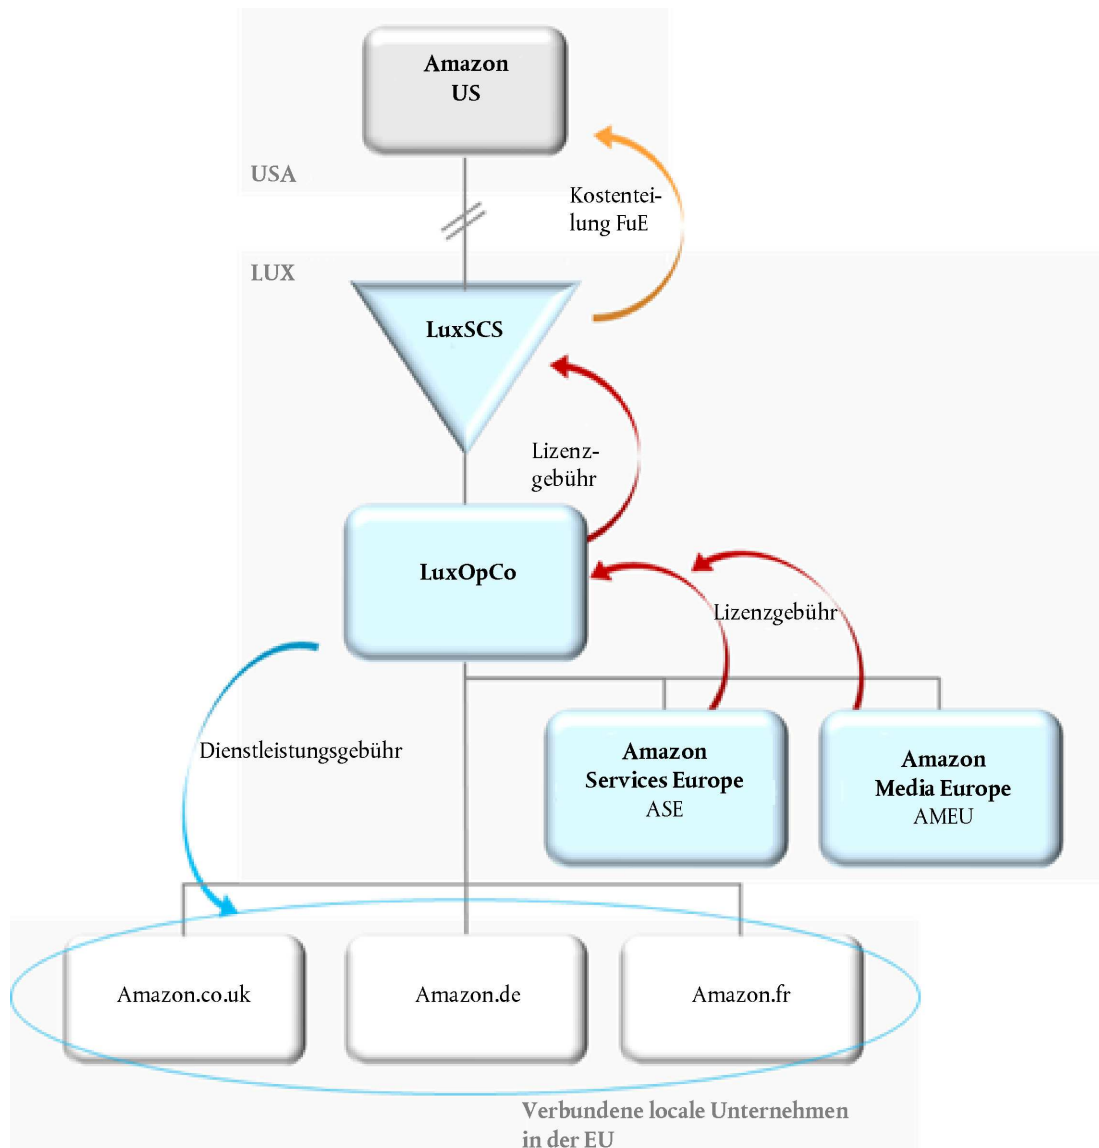 Amazon
US
USA
Kostentei-
lung FuE
LUX
LuxSCS
Lizenz-
gebühr
LuxOpCo
Lizenzgebühr
Dienstleistungsgebühr
Amazon
Services Europe
ASE
Amazon
Media Europe
AMEU
Amazon.co.uk
Amazon.de
Amazon.fr
Verbundene locale Unternehmen
in der EU